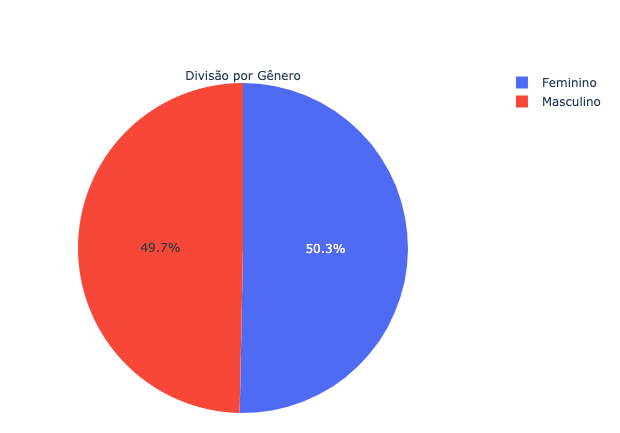 Divisão por Gênero
Feminino
Masculino
49.7%
50.3%